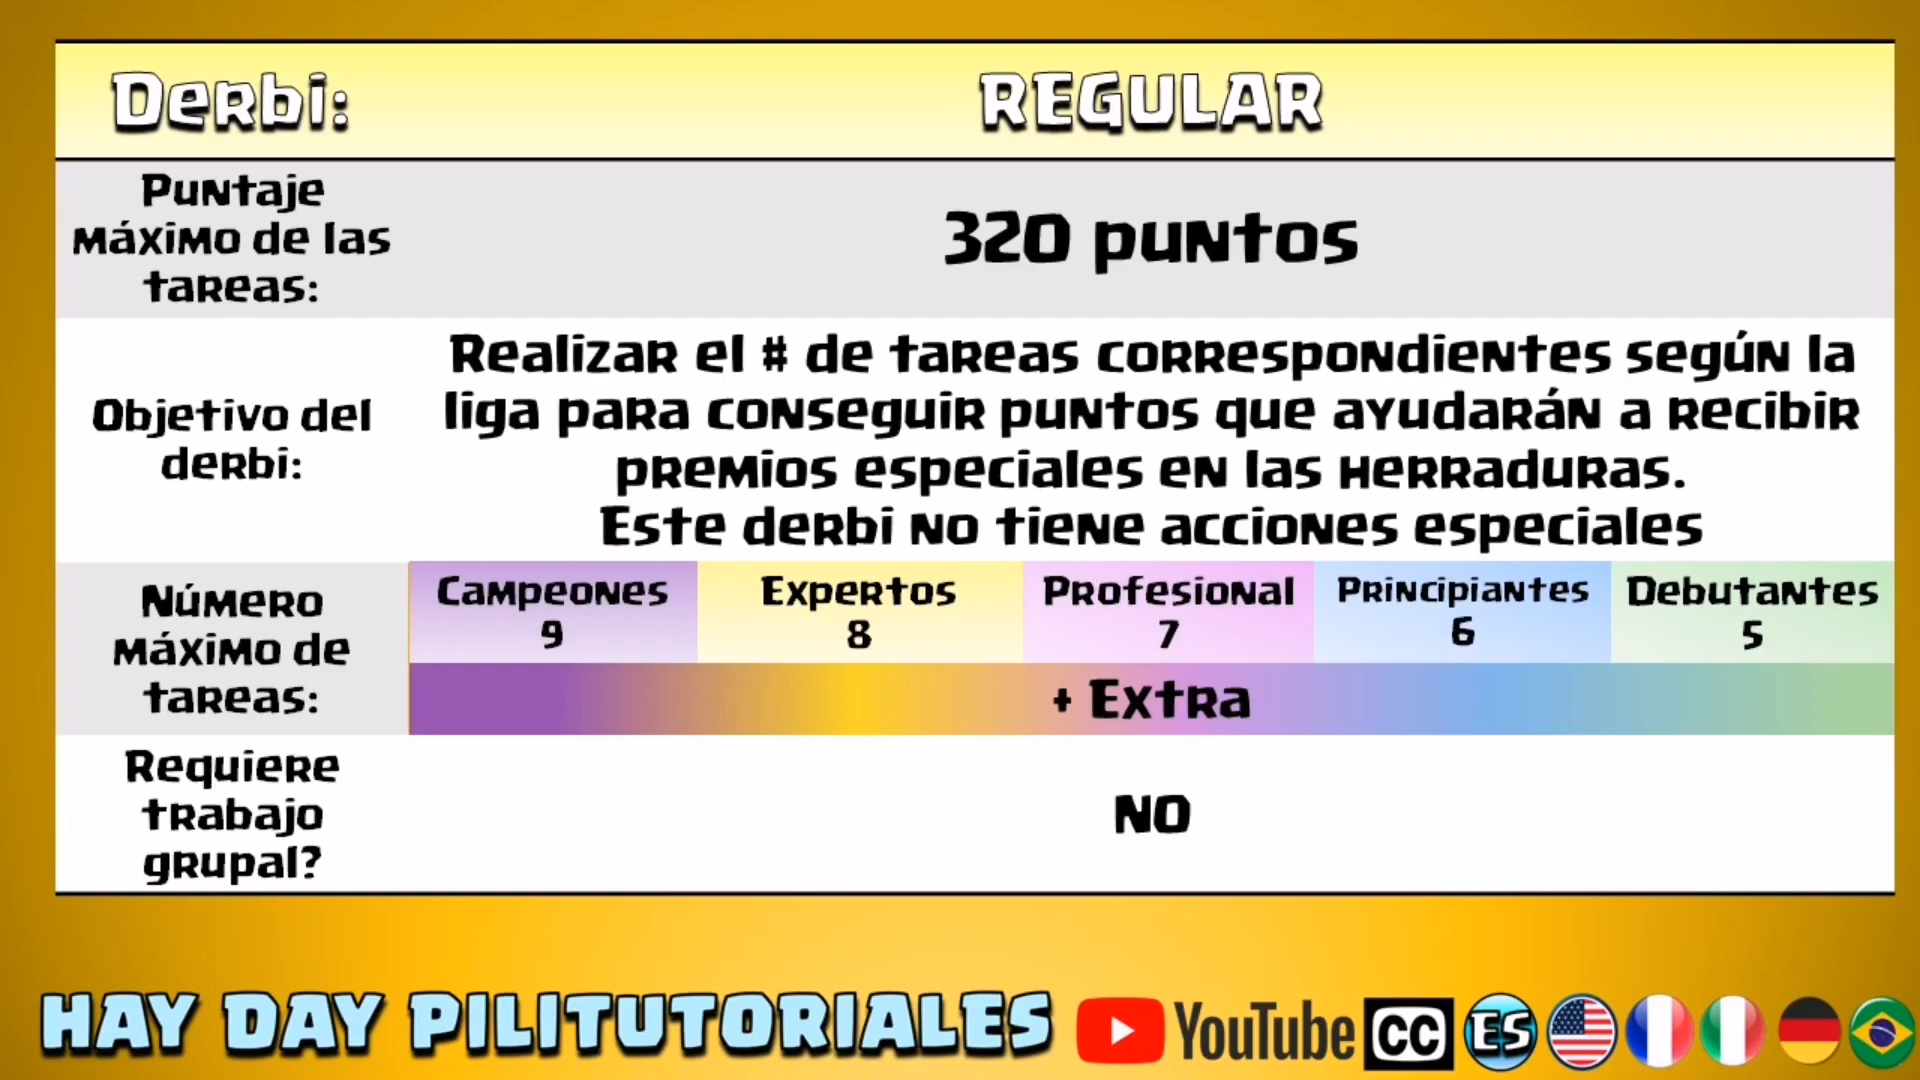 Derbi:
REGULAR
Puntaje
máximo de las
tareas:
320 puntos
Objetivo del
derbi:
Realizar el # de tareas correspondientes según la
liga para conseguir puntos que ayudarán a recibir
premios especiales en las herraduras.
Este derbi no tiene acciones especiales
Número
máximo de
tareas:
Campeones
9
Expertos
8
Profesional
7
Principiantes
6
Debutantes
5
+ Extra
Requiere
trabajo
grupal?
NO
HAY DAY PILITUTORIALES
YouTube
CC
ES